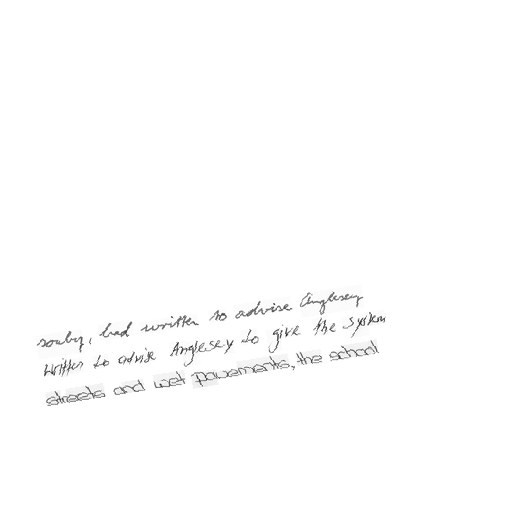 soulby, had written to advise Anglesey
written to advise Anglesey to give the system
streets and wet pavements, the school